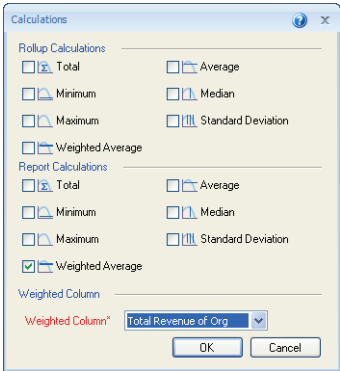 Calculations
Rollup Calculations
Total Average
Minimum Median
Maximum Standard Deviation
Weighted Average
Report Calculations
Total Average
Minimum Median
Maximum Standard Deviation
Weighted Average
Weighted Column
Weighted Column* Total Revenue of Org
OK Cancel